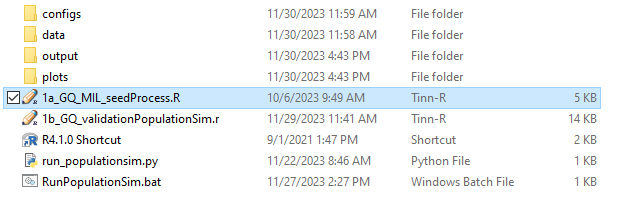 configs 11/30/2023 11:59 AM File folder
data 11/30/2023 11:58 AM File folder
output 11/30/2023 4:43 PM File folder
plots 11/30/2023 4:43 PM File folder
1a_GQ_MIL_seedProcess.R 10/6/2023 9:49 AM Tinn-R 5 KB
1b_GQ_validationPopulationSim.r 11/29/2023 11:41 AM Tinn-R 14 KB
R4.1.0 Shortcut 9/1/2021 1:47 PM Shortcut 2 KB
run_populationsim.py 11/22/2023 8:46 AM Python File 1 KB
RunPopulationSim.bat 11/27/2023 2:27 PM Windows Batch File 1 KB